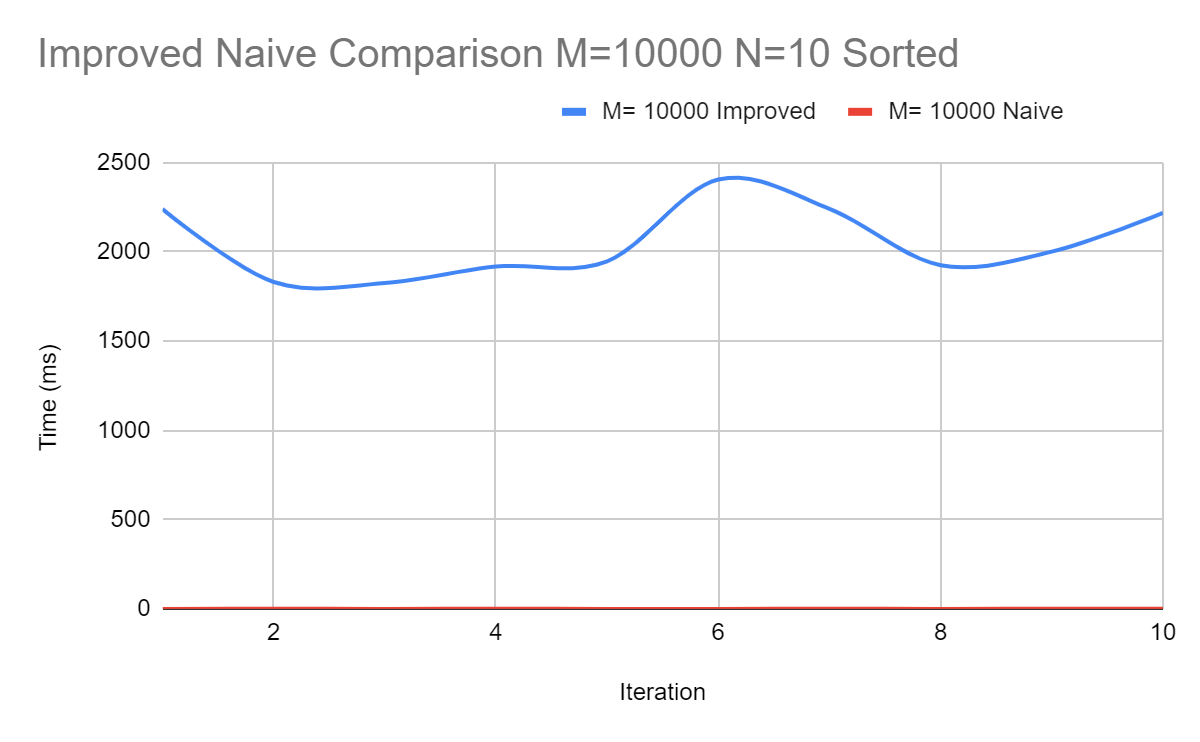 Improved Naive Comparison M=10000 N=10 Sorted
M= 10000 Improved M= 10000 Naive
2500
2000
1500
1000
500
0
Time (ms)
2 4 6 8 10
Iteration